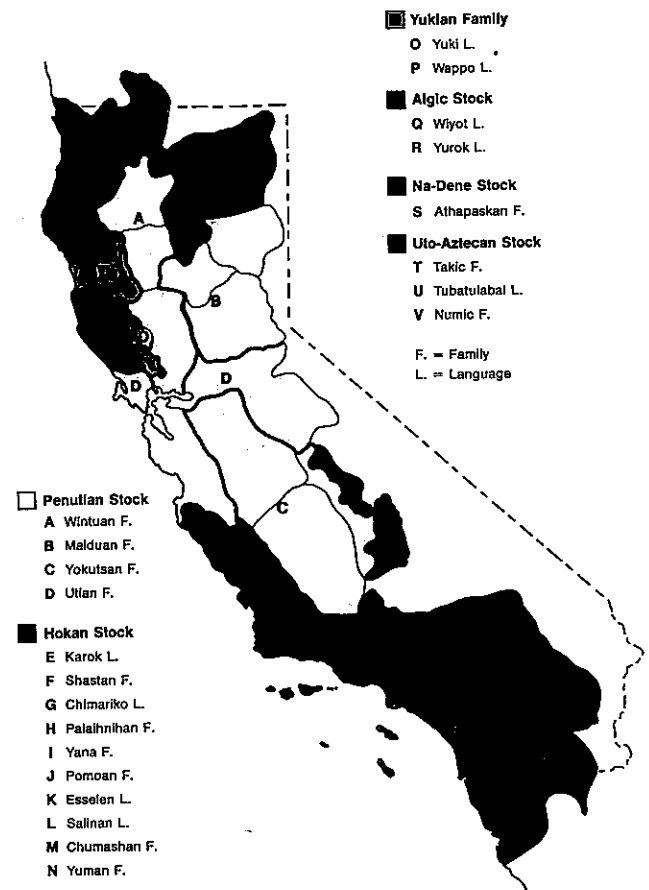 Yukian Family
O Yuki L.
P Wappo L.
Algic Stock
Q Wiyot L.
R Yurok L.
Na-Dene Stock
S Athapaskan F.
Uto-Aztecan Stock
T Takic F.
U Tubatulabal L.
V Numic F.
F. = Family
L. = Language
A
B
D
D
C
Penutian Stock
A Wintuan F.
B Maiduan F.
C Yokutsan F.
D Utian F.
Hokan Stock
E Karok L.
F Shastan F.
G Chimariko L.
H Palaihnihan F.
I Yana F.
J Pomoan F.
K Esselen L.
L Salinan L.
M Chumashan F.
N Yuman F.